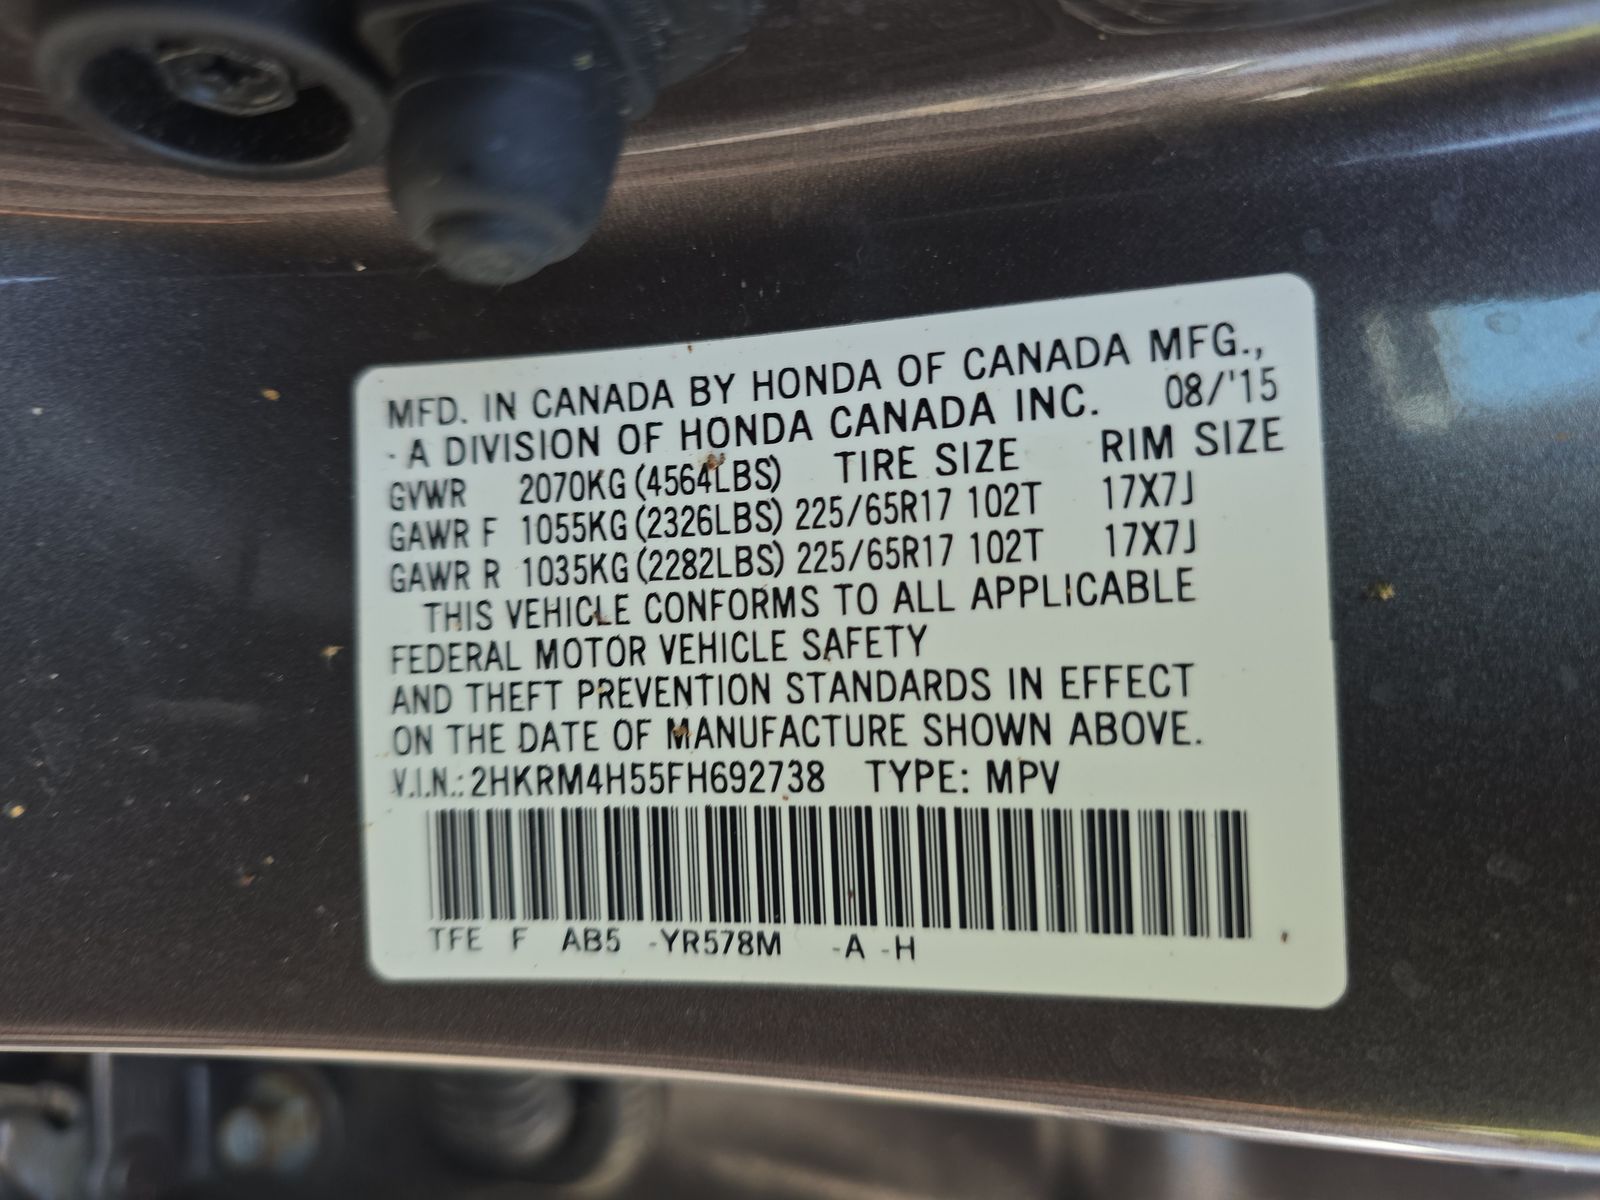 MFD. IN CANADA BY HONDA OF CANADA MFG.,
- A DIVISION OF HONDA CANADA INC. 08/'15
GVWR 2070KG (4564LBS) TIRE SIZE RIM SIZE
GAWR F 1055KG (2326LBS) 225/65R17 102T 17X7J
GAWR R 1035KG (2282LBS) 225/65R17 102T 17X7J
THIS VEHICLE CONFORMS TO ALL APPLICABLE
FEDERAL MOTOR VEHICLE SAFETY
AND THEFT PREVENTION STANDARDS IN EFFECT
ON THE DATE OF MANUFACTURE SHOWN ABOVE.
V.I.N.: 2HKRM4H55FH692738 TYPE: MPV
TFE F AB5 -YR578M -A -H